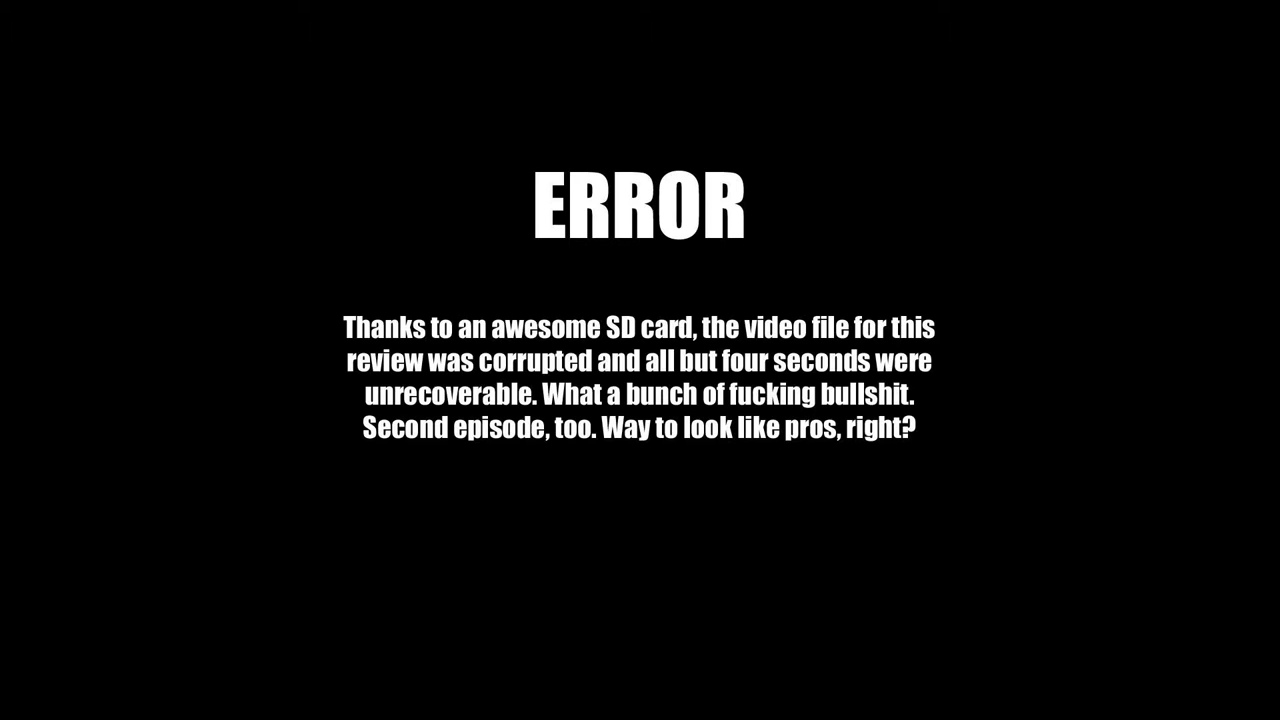 ERROR
Thanks to an awesome SD card, the video file for this
review was corrupted and all but four seconds were
unrecoverable. What a bunch of fucking bullshit.
Second episode, too. Way to look like pros, right?